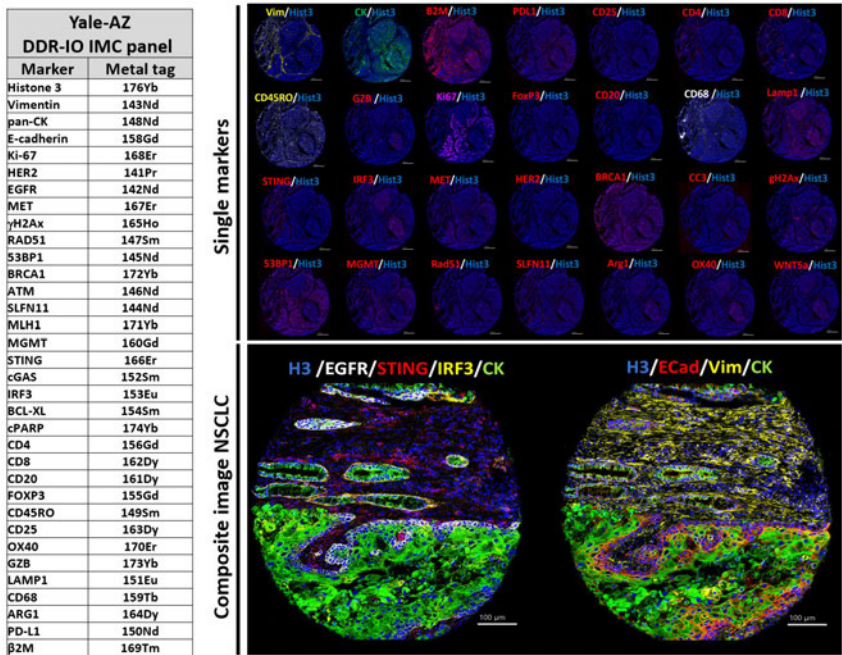 Yale-AZ
DDR-IO IMC panel
Marker Metal tag
Histone 3 176Yb
Vimentin 143Nd
pan-CK 148Nd
E-cadherin 158Gd
Ki-67 168Er
HER2 141Pr
EGFR 142Nd
MET 167Er
γH2Ax 165Ho
RAD51 147Sm
53BP1 145Nd
BRCA1 172Yb
ATM 146Nd
SLFN11 144Nd
MLH1 171Yb
MGMT 160Gd
STING 166Er
cGAS 152Sm
IRF3 153Eu
BCL-XL 154Sm
cPARP 174Yb
CD4 156Gd
CD8 162Dy
CD20 161Dy
FOXP3 155Gd
CD45RO 149Sm
CD25 163Dy
OX40 170Er
GZB 173Yb
LAMP1 151Eu
CD68 159Tb
ARG1 164Dy
PD-L1 150Nd
β2M 169Tm
Single markers
Vim/Hist3 CK/Hist3 B2M/Hist3 PDL1/Hist3 CD25/Hist3 CD4/Hist3 CD8/Hist3
CD45RO/Hist3 G2B /Hist3 Ki67/Hist3 FoxP3/Hist3 CD20/Hist3 CD68/Hist3 Lamp1/Hist3
STING/Hist3 IRF3/Hist3 MET/Hist3 HER2/Hist3 BRCA1/Hist3 CC3/Hist3 gH2Ax/Hist3
53BP1/Hist3 MGMT/Hist3 Rad51/Hist3 SLFN11/Hist3 Arg1/Hist3 OX40/Hist3 WNT5a/Hist3
Composite image NSCLC
H3 /EGFR/STING/IRF3/CK
100 μm
H3/ECad/Vim/CK
100 μm